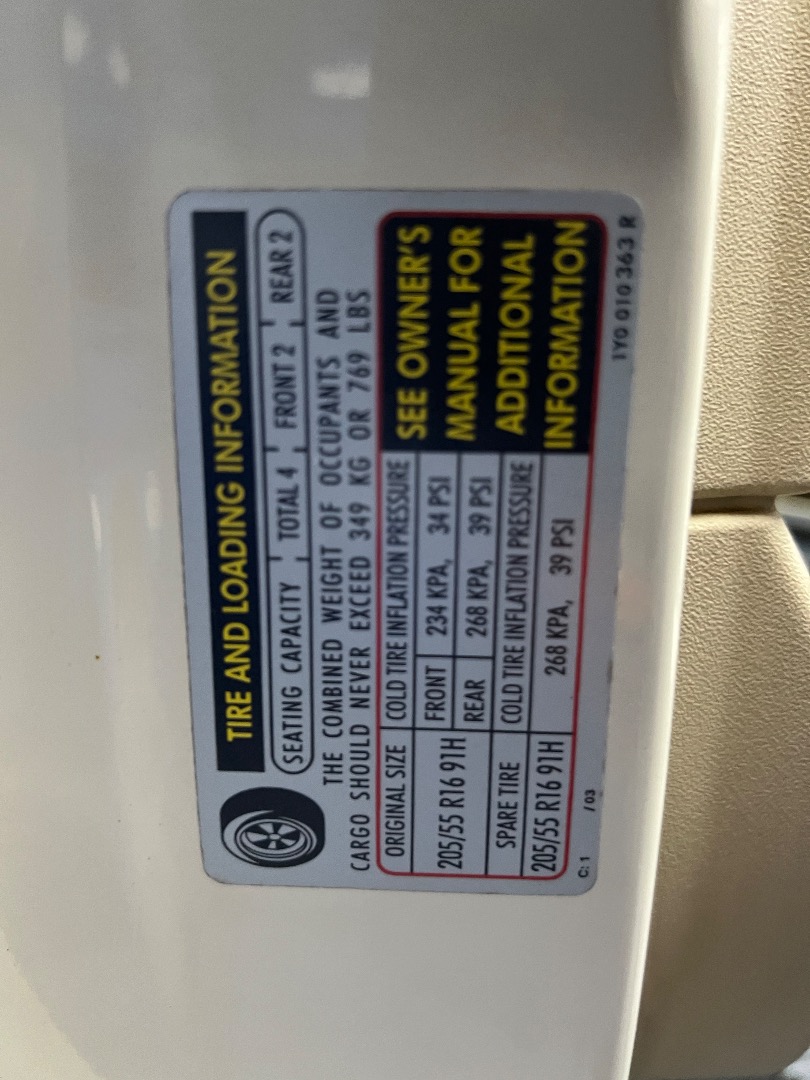 TIRE AND LOADING INFORMATION
SEATING CAPACITY TOTAL 4 FRONT 2 REAR 2
THE COMBINED WEIGHT OF OCCUPANTS AND
CARGO SHOULD NEVER EXCEED 349 KG OR 769 LBS
ORIGINAL SIZE COLD TIRE INFLATION PRESSURE
205/55 R16 91H
FRONT 234 KPA, 34 PSI
REAR 268 KPA, 39 PSI
SPARE TIRE COLD TIRE INFLATION PRESSURE
205/55 R16 91H 268 KPA, 39 PSI
SEE OWNER'S
MANUAL FOR
ADDITIONAL
INFORMATION
C: 1 / 03
1Y0 010 363 R